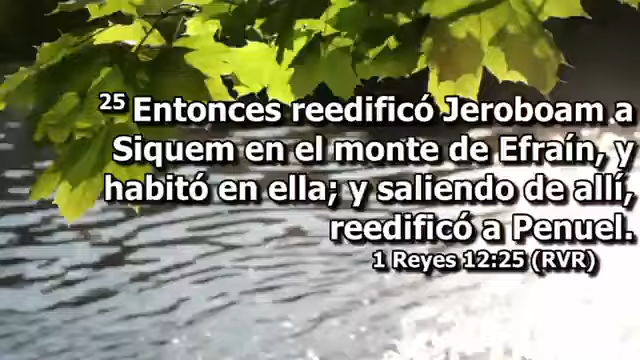 25 Entonces reedificó Jeroboam a
Siquem en el monte de Efraín, y
habitó en ella; y saliendo de allí,
reedificó a Penuel.
1 Reyes 12:25 (RVR)